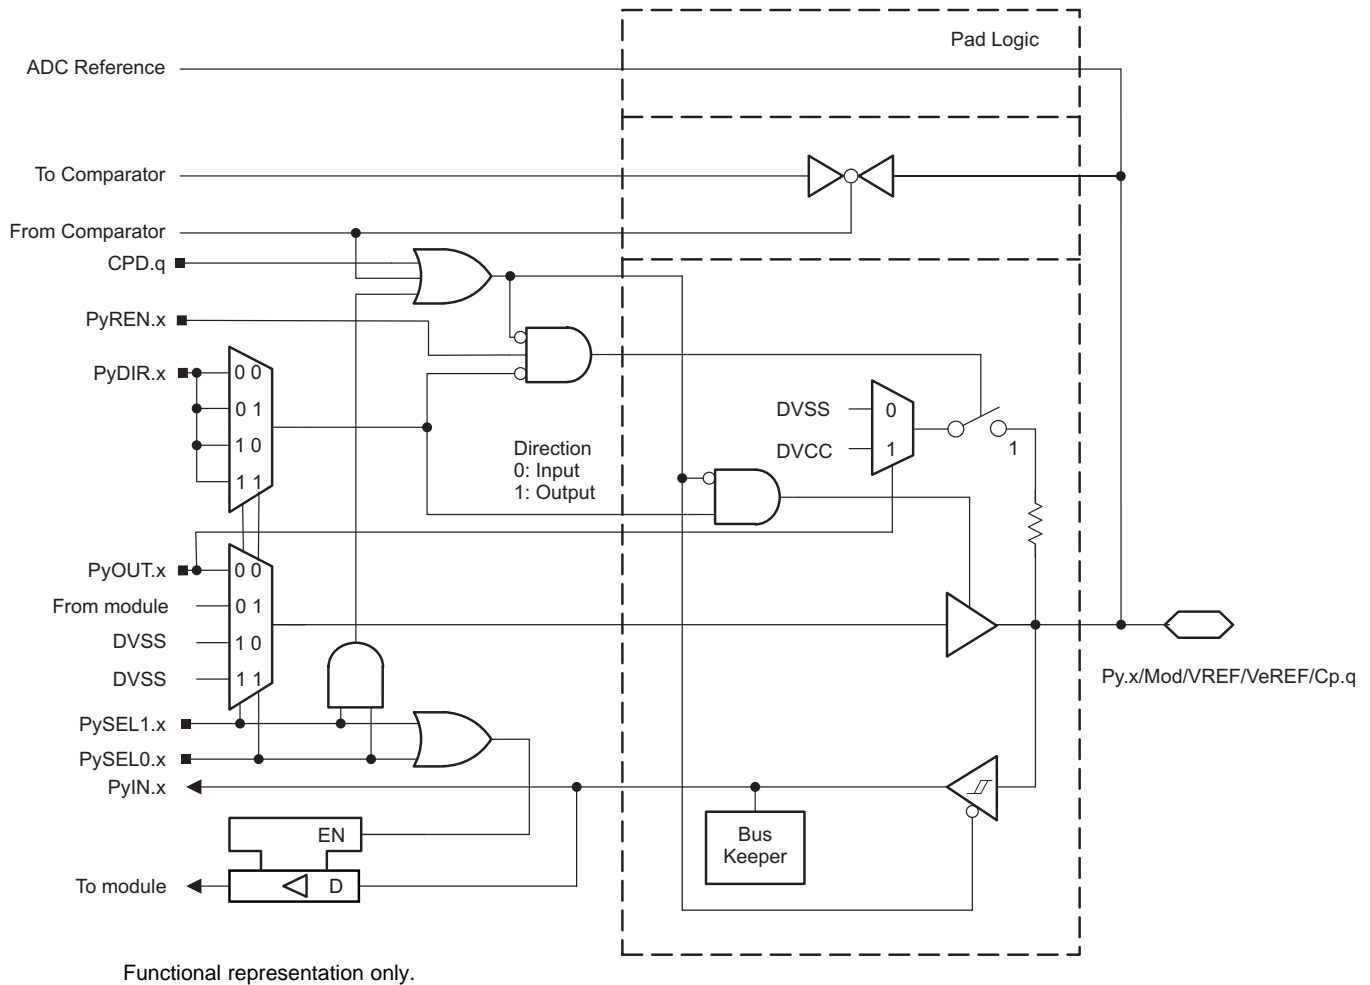 Pad Logic
ADC Reference
To Comparator
From Comparator
CPD.q
PyREN.x
PyDIR.x
0 0
0 1
1 0
1 1
DVSS
0
DVCC
1
1
Direction
0: Input
1: Output
PyOUT.x
0 0
From module
0 1
DVSS
1 0
DVSS
1 1
Py.x/Mod/VREF/VeREF/Cp.q
PySEL1.x
PySEL0.x
PyIN.x
EN
Bus
Keeper
To module
D
Functional representation only.